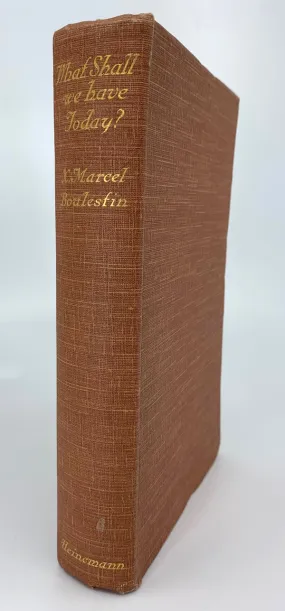 What Shall
we have
Today?
X. Marcel
Boulestin
Heinemann